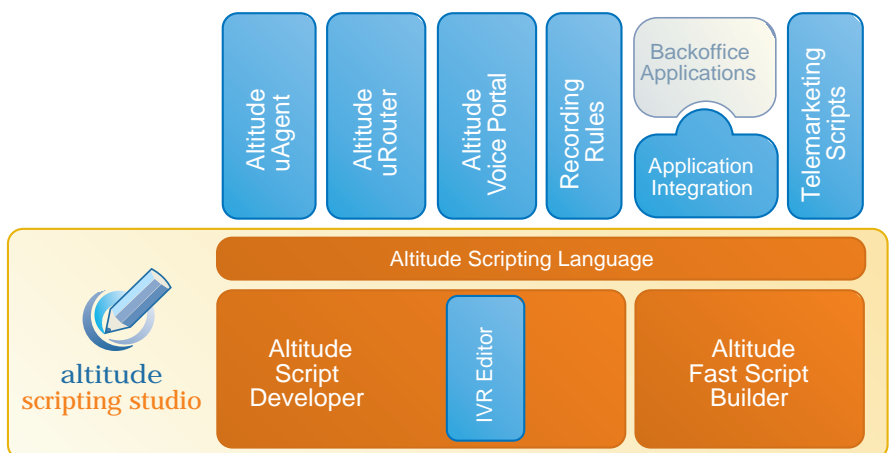 Altitude
uAgent
Altitude
uRouter
Altitude
Voice Portal
Recording
Rules
Backoffice
Applications
Application
Integration
Telemarketing
Scripts
Altitude Scripting Language
altitude
scripting studio
Altitude
Script
Developer
IVR Editor
Altitude
Fast Script
Builder